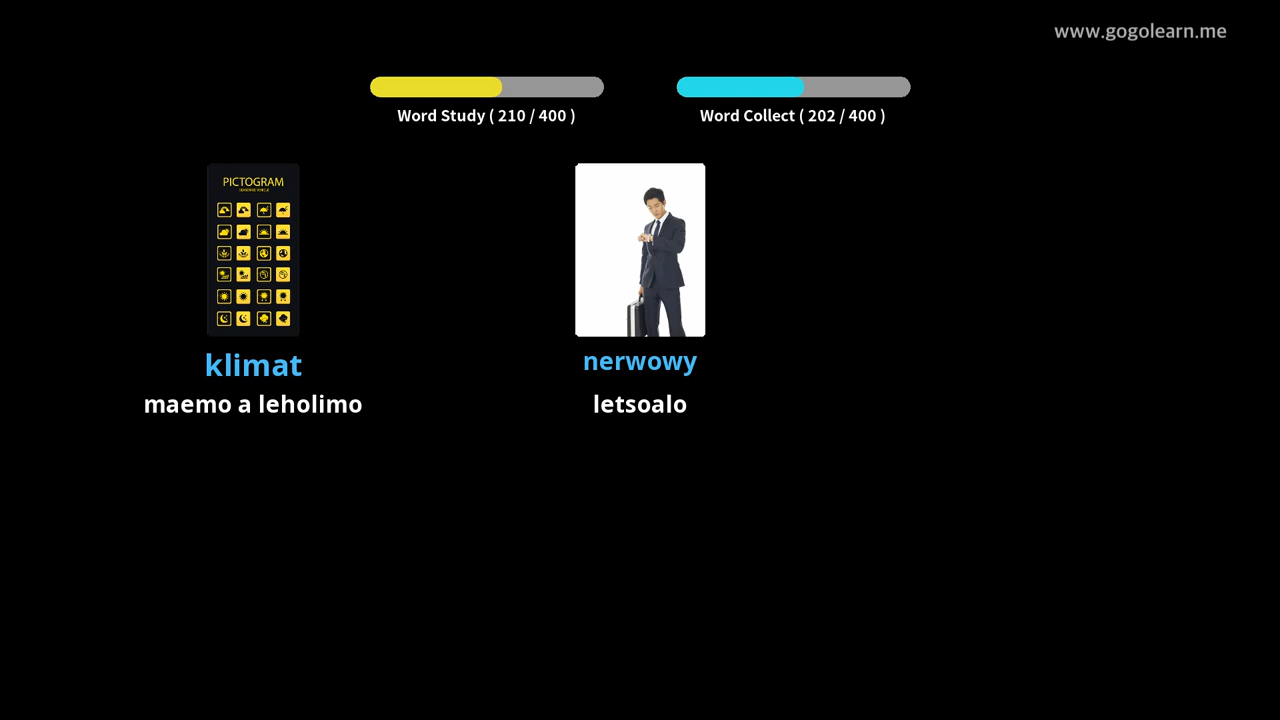 www.gogolearn.me
Word Study ( 210 / 400 )
Word Collect ( 202 / 400 )
PICTOGRAM
klimat
nerwowy
maemo a leholimo
letsoalo